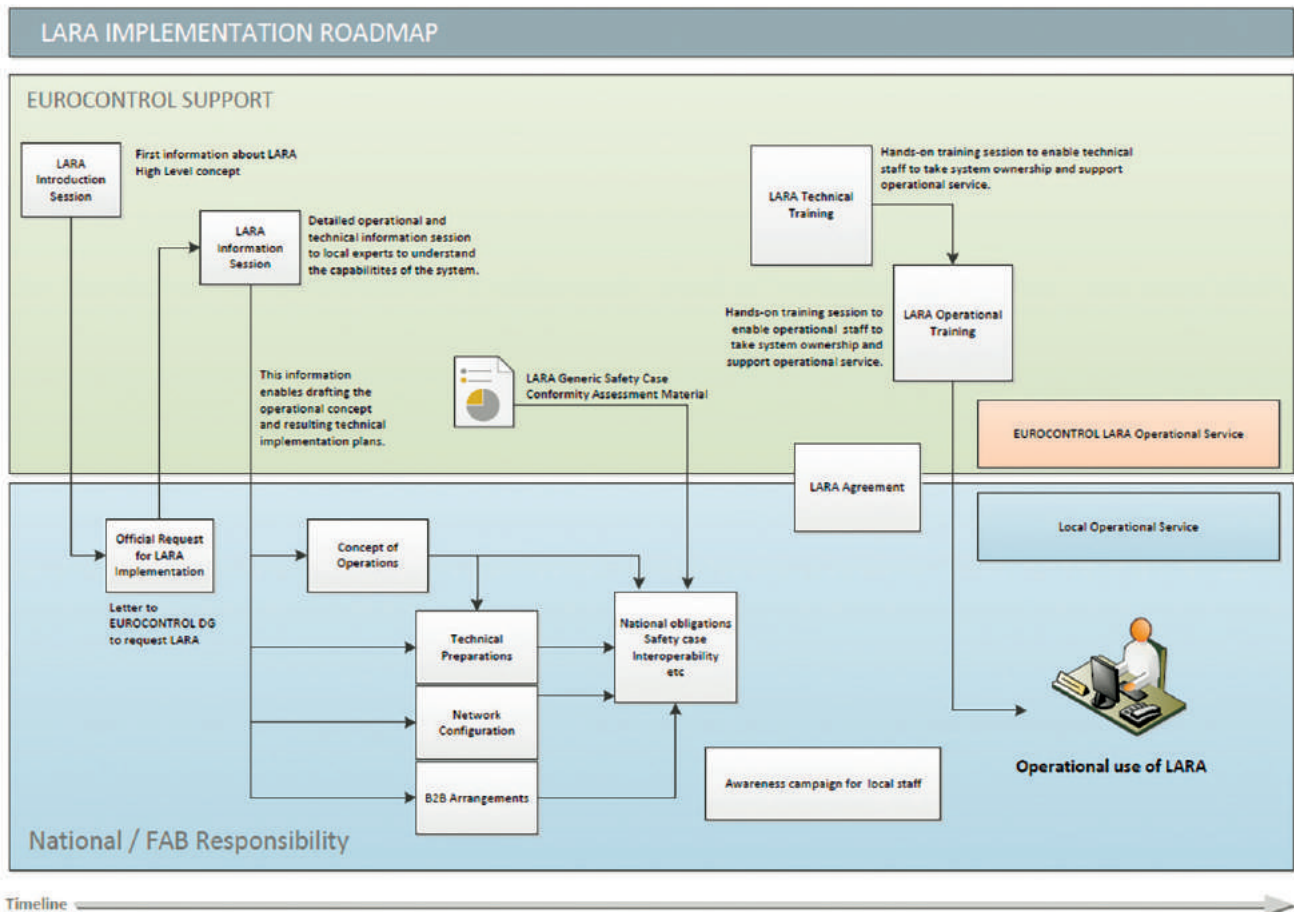 LARA IMPLEMENTATION ROADMAP
EUROCONTROL SUPPORT
LARA
Introduction
Session
First information about LARA
High Level concept
LARA
Information
Session
Detailed operational and
technical information session
to local experts to understand
the capabilitites of the system.
This information
enables drafting the
operational concept
and resulting technical
implementation plans.
LARA Generic Safety Case
Conformity Assessment Material
LARA Technical
Training
Hands-on training session to enable technical
staff to take system ownership and support
operational service.
Hands-on training session to
enable operational staff to
take system ownership and
support operational service.
LARA Operational
Training
EUROCONTROL LARA Operational Service
LARA Agreement
Local Operational Service
Official Request
for LARA
Implementation
Letter to
EUROCONTROL DG
to request LARA
Concept of
Operations
Technical
Preparations
Network
Configuration
B2B Arrangements
National obligations
Safety case
Interoperability
etc
Awareness campaign for local staff
Operational use of LARA
National / FAB Responsibility
Timeline